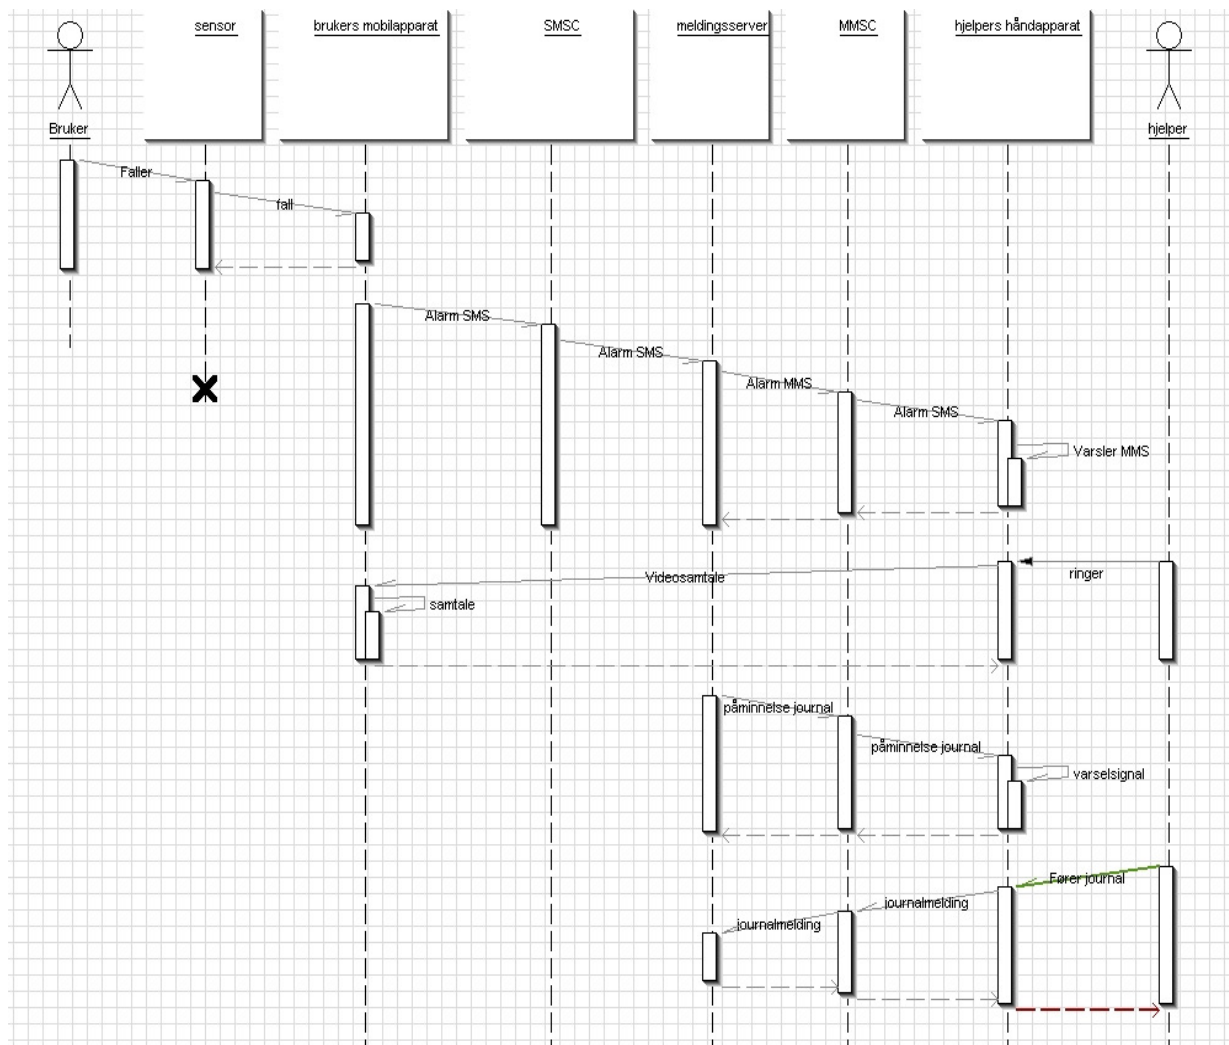 sensor
brukers mobilapparat
SMSC
meldingsserver
MMSC
hjelpers håndapparat
Bruker
hjelper
Faller
fall
Alarm SMS
Alarm SMS
Alarm MMS
Alarm SMS
Varsler MMS
ringer
Videosamtale
samtale
påminnelse journal
påminnelse journal
varselsignal
Fører journal
journalmelding
journalmelding